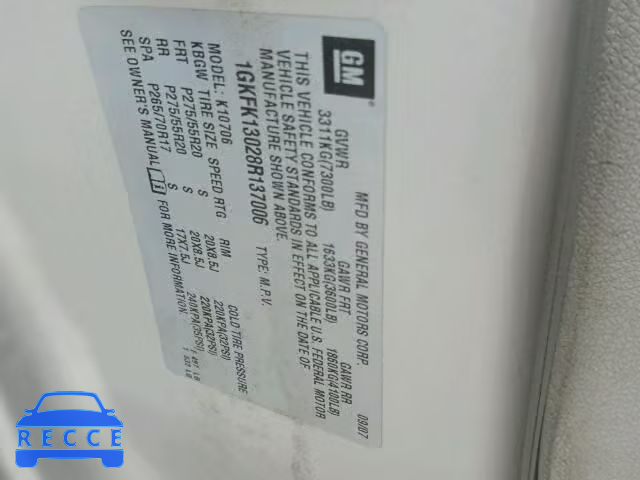 GM
MFD BY GENERAL MOTORS CORP. 09/07
GVWR GAWR FRT GAWR RR
3311KG(7300LB) 1633KG(3600LB) 1860KG(4100LB)
THIS VEHICLE CONFORMS TO ALL APPLICABLE U.S. FEDERAL MOTOR
VEHICLE SAFETY STANDARDS IN EFFECT ON THE DATE OF
MANUFACTURE SHOWN ABOVE.
1GKFK13028R137006 TYPE: M.P.V.
MODEL: K10706
KBGW TIRE SIZE SPEED RTG RIM COLD TIRE PRESSURE
FRT P275/55R20 S 20X8.5J 220KPA(32PSI)
RR P275/55R20 S 20X8.5J 220KPA(32PSI)
SPA P265/70R17 S 17X7.5J 240KPA(35PSI)
SEE OWNER'S MANUAL FOR MORE INFORMATION.
RECCE